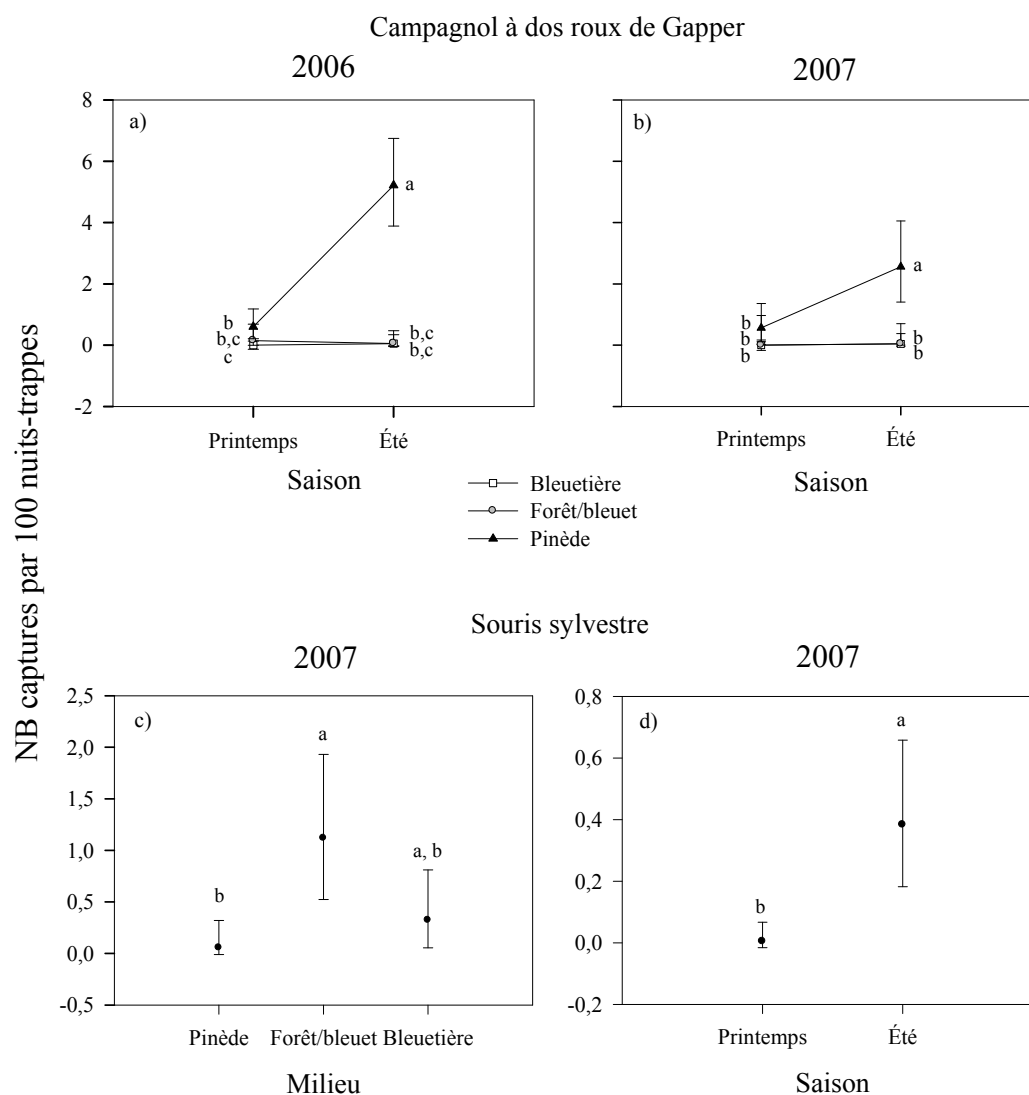 Campagnol à dos roux de Gapper
2006
2007
NB captures par 100 nuits-trappes
a)
8
6
4
2
0
-2
a
b
b,c
c
b,c
b,c
Printemps
Été
Saison
b)
a
b
b
b
b
b
Printemps
Été
Saison
Bleuetière
Forêt/bleuet
Pinède
Souris sylvestre
2007
2007
c)
2,5
2,0
1,5
1,0
0,5
0,0
-0,5
b
a
a, b
Pinède
Forêt/bleuet
Bleuetière
Milieu
d)
0,8
0,6
0,4
0,2
0,0
-0,2
b
a
Printemps
Été
Saison